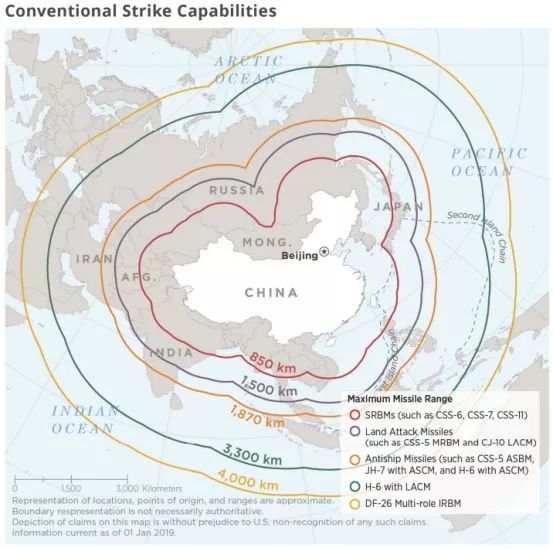 Conventional Strike Capabilities
ARCTIC
OCEAN
PACIFIC
OCEAN
RUSSIA
JAPAN
Second Island Chain
MONG.
Beijing
IRAN
AFG.
CHINA
INDIA
First Island Chain
850 km
1,500 km
1,870 km
3,300 km
4,000 km
INDIAN
OCEAN
Maximum Missile Range
SRBMs (such as CSS-6, CSS-7, CSS-11)
Land Attack Missiles
(such as CSS-5 MRBM and CJ-10 LACM)
Antiship Missiles (such as CSS-5 ASBM,
JH-7 with ASCM, and H-6 with ASCM)
H-6 with LACM
DF-26 Multi-role IRBM
0 1,500 3,000 Kilometers
Representation of locations, points of origin, and ranges are approximate.
Boundary respresentation is not necessarily authoritative.
Depiction of claims on this map is without prejudice to U.S. non-recognition of any such claims.
Information current as of 01 Jan 2019.